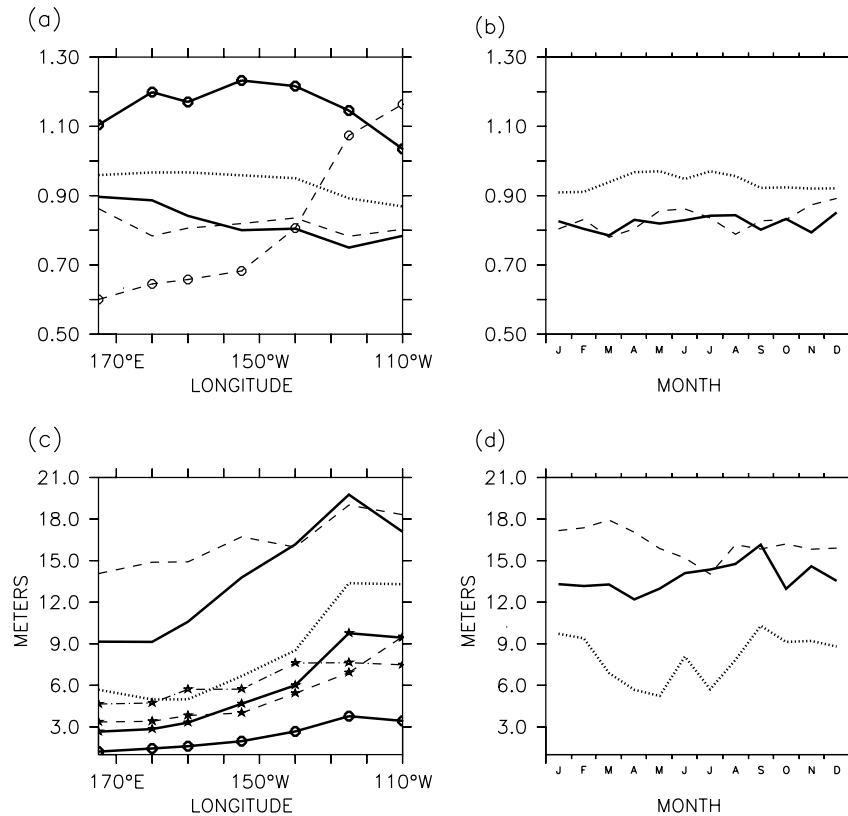 (a)
1.30
1.10
0.90
0.70
0.50
170°E 150°W 110°W
LONGITUDE
(b)
1.30
1.10
0.90
0.70
0.50
J F M A M J J A S O N D
MONTH
(c)
METERS
21.0
18.0
15.0
12.0
9.0
6.0
3.0
170°E 150°W 110°W
LONGITUDE
(d)
METERS
21.0
18.0
15.0
12.0
9.0
6.0
3.0
J F M A M J J A S O N D
MONTH